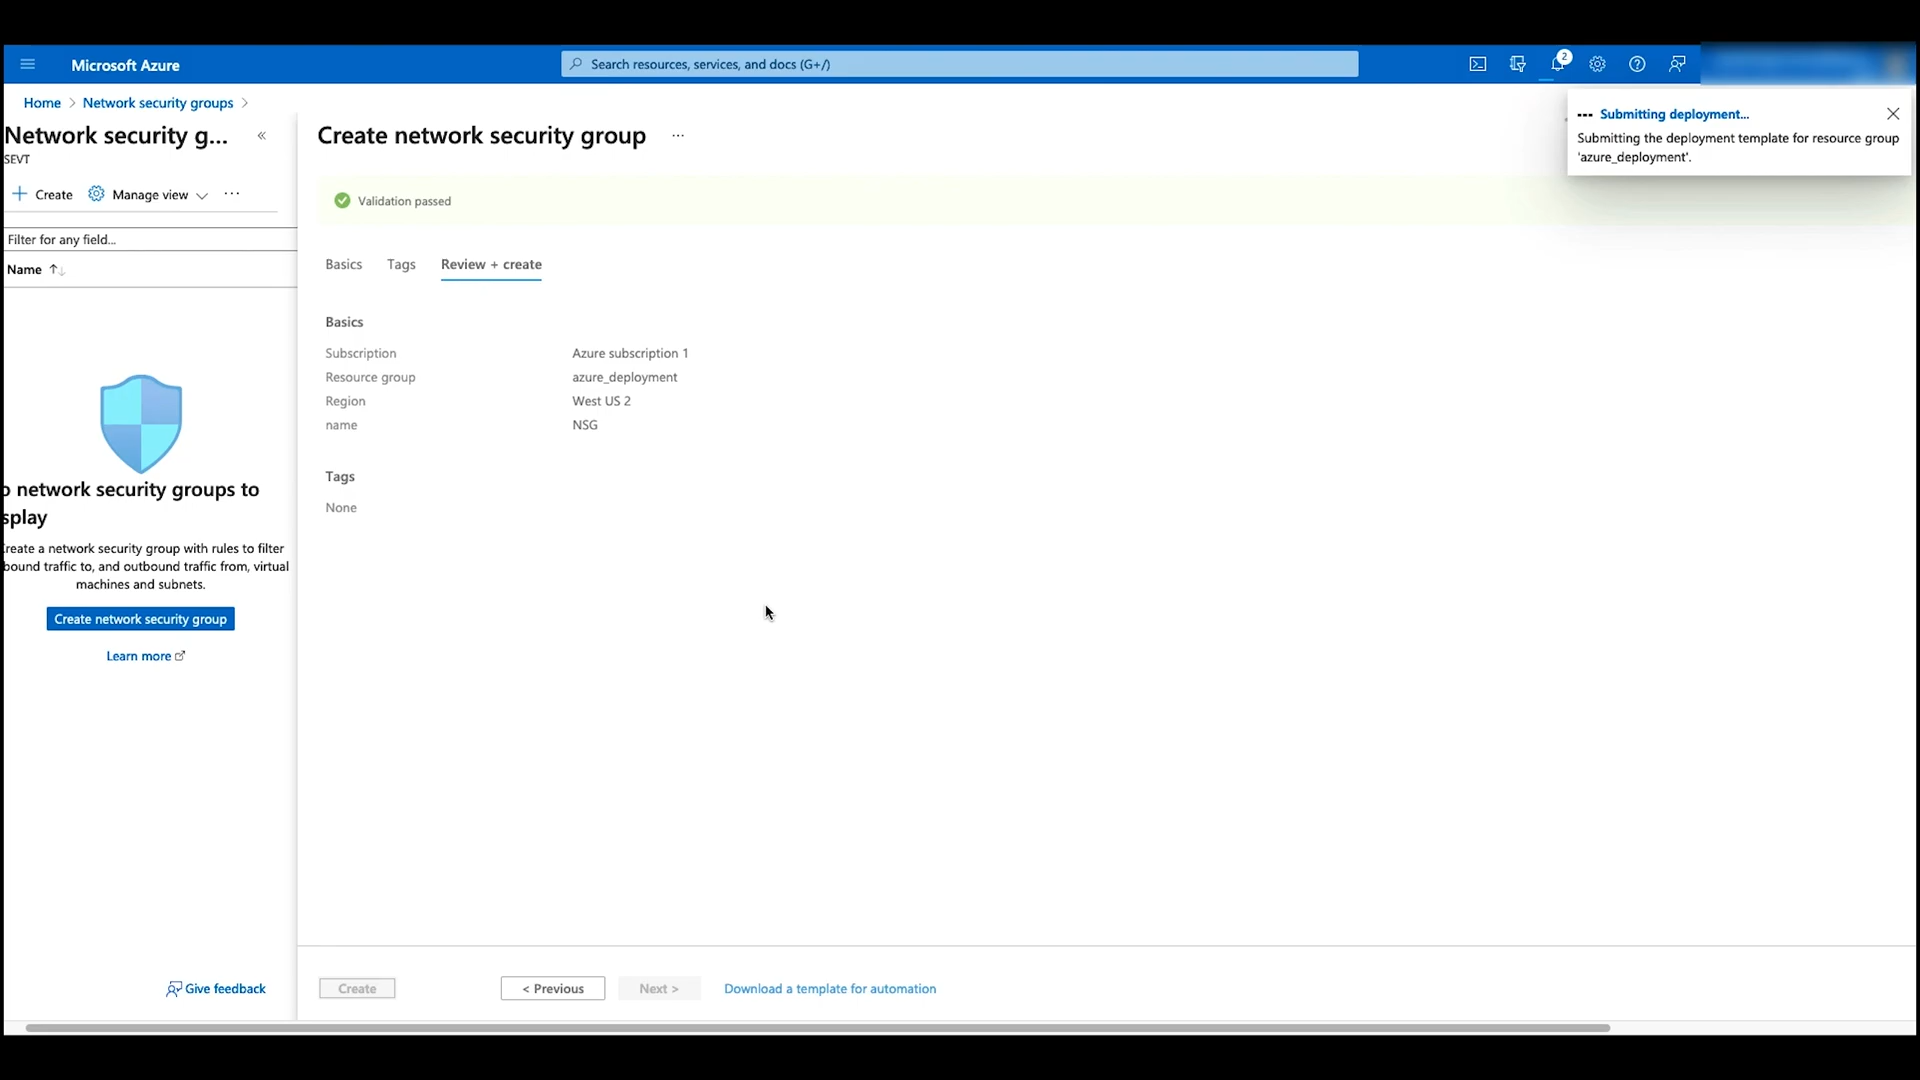 Microsoft Azure
Search resources, services, and docs (G+/)
2
Home > Network security groups >
Network security g...
«
SEVT
Create
Manage view
...
Filter for any field...
Name ↑↓
o network security groups to
splay
reate a network security group with rules to filter
bound traffic to, and outbound traffic from, virtual
machines and subnets.
Create network security group
Learn more
Give feedback
Create network security group ...
Validation passed
Basics
Tags
Review + create
Basics
Subscription Azure subscription 1
Resource group azure_deployment
Region West US 2
name NSG
Tags
None
Create
< Previous
Next >
Download a template for automation
Submitting deployment...
Submitting the deployment template for resource group
'azure_deployment'.